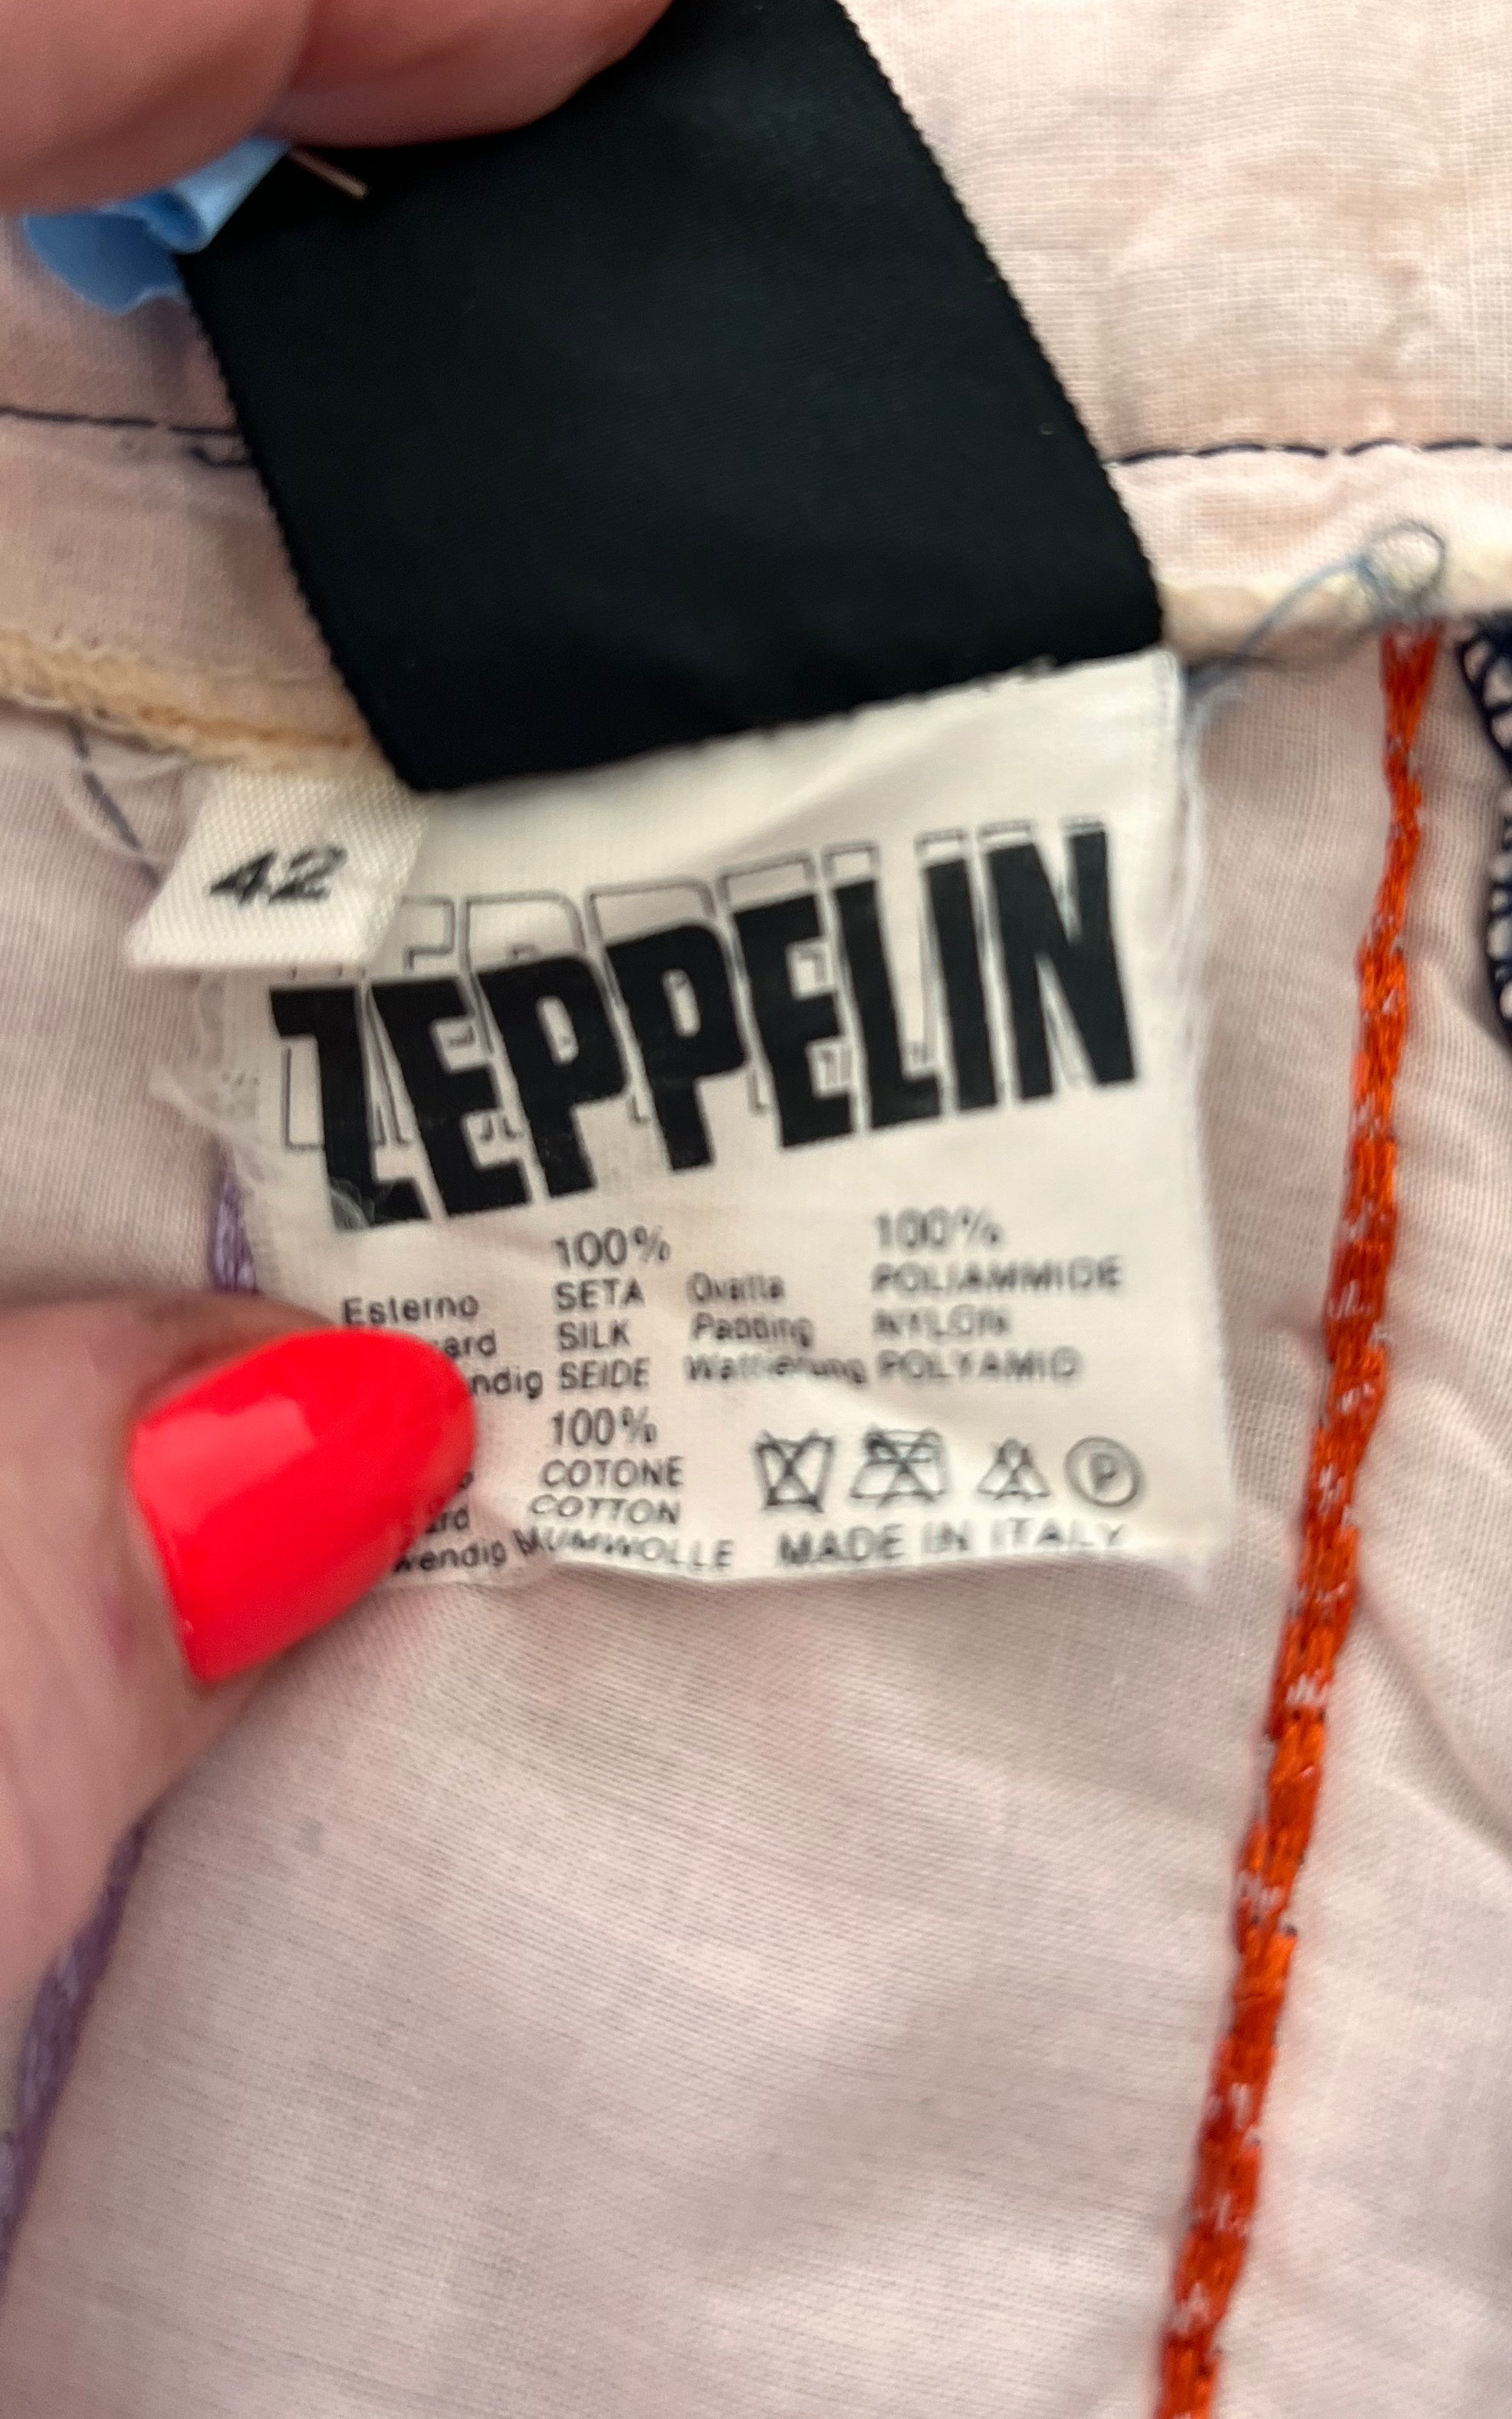 42
ZEPPELIN
100% 100%
Esterno SETA Ovatta POLIAMMIDE
SILK Padding NYLON
SEIDE Wattierung POLYAMID
100%
COTONE
COTTON
MADE IN ITALY